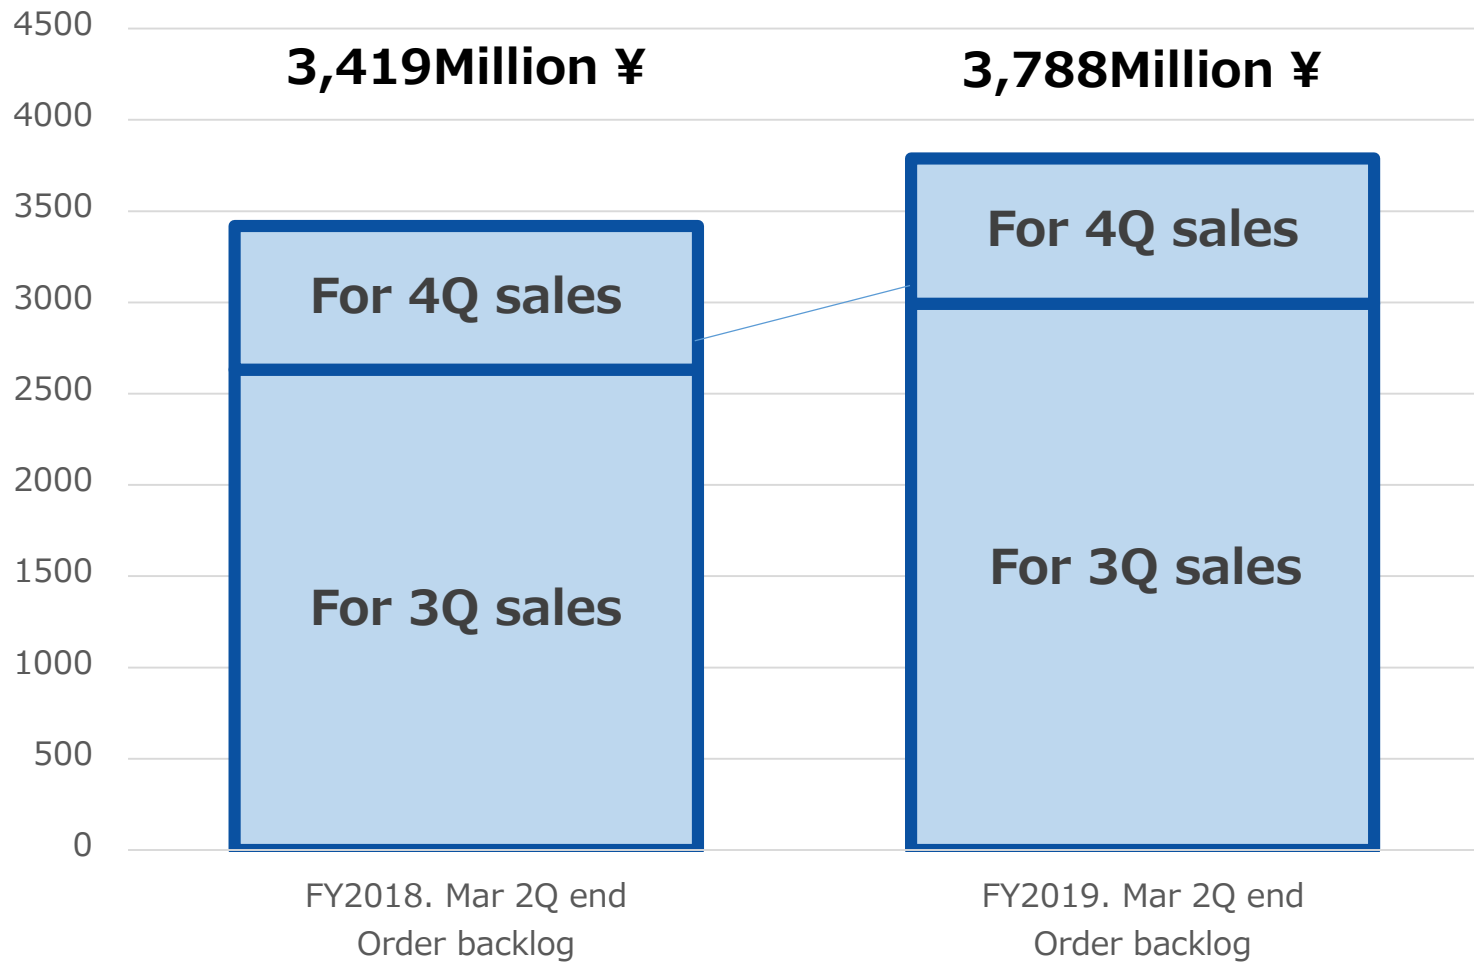 4500
4000
3500
3000
2500
2000
1500
1000
500
0
3,419Million ¥
3,788Million ¥
For 4Q sales
For 3Q sales
For 4Q sales
For 3Q sales
FY2018. Mar 2Q end
Order backlog
FY2019. Mar 2Q end
Order backlog